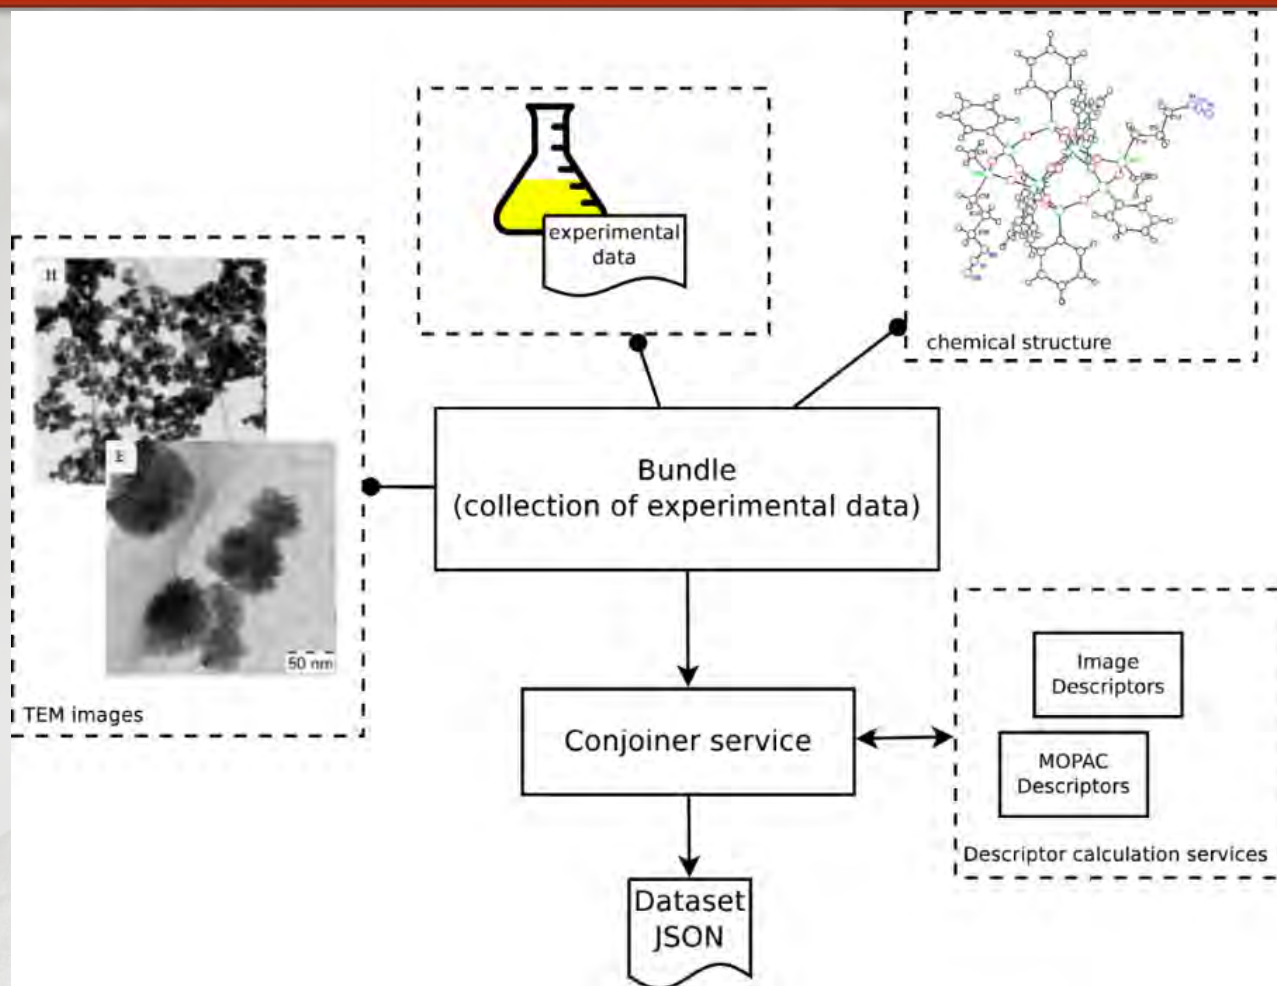 experimental
data
chemical structure
H
E
50 nm
TEM images
Bundle
(collection of experimental data)
Conjoiner service
Image
Descriptors
MOPAC
Descriptors
Descriptor calculation services
Dataset
JSON